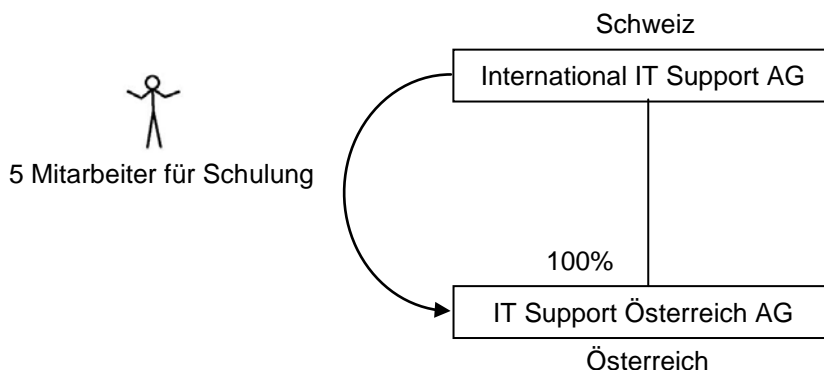 Schweiz
International IT Support AG
5 Mitarbeiter für Schulung
100%
IT Support Österreich AG
Österreich